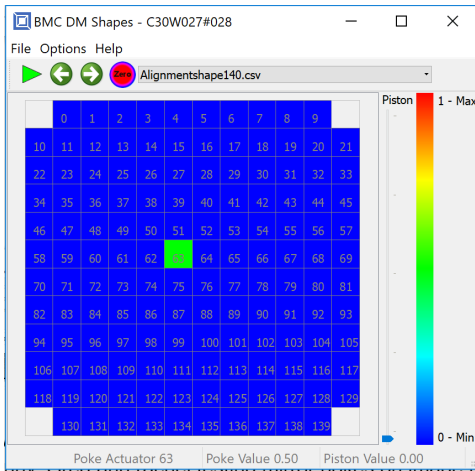 BMC DM Shapes - C30W027#028
File Options Help
Zero Alignmentshape140.csv
Piston
1 - Max
0 1 2 3 4 5 6 7 8 9
10 11 12 13 14 15 16 17 18 19 20 21
22 23 24 25 26 27 28 29 30 31 32 33
34 35 36 37 38 39 40 41 42 43 44 45
46 47 48 49 50 51 52 53 54 55 56 57
58 59 60 61 62 63 64 65 66 67 68 69
70 71 72 73 74 75 76 77 78 79 80 81
82 83 84 85 86 87 88 89 90 91 92 93
94 95 96 97 98 99 100 101 102 103 104 105
106 107 108 109 110 111 112 113 114 115 116 117
118 119 120 121 122 123 124 125 126 127 128 129
130 131 132 133 134 135 136 137 138 139
0 - Min
Poke Actuator 63 Poke Value 0.50 Piston Value 0.00